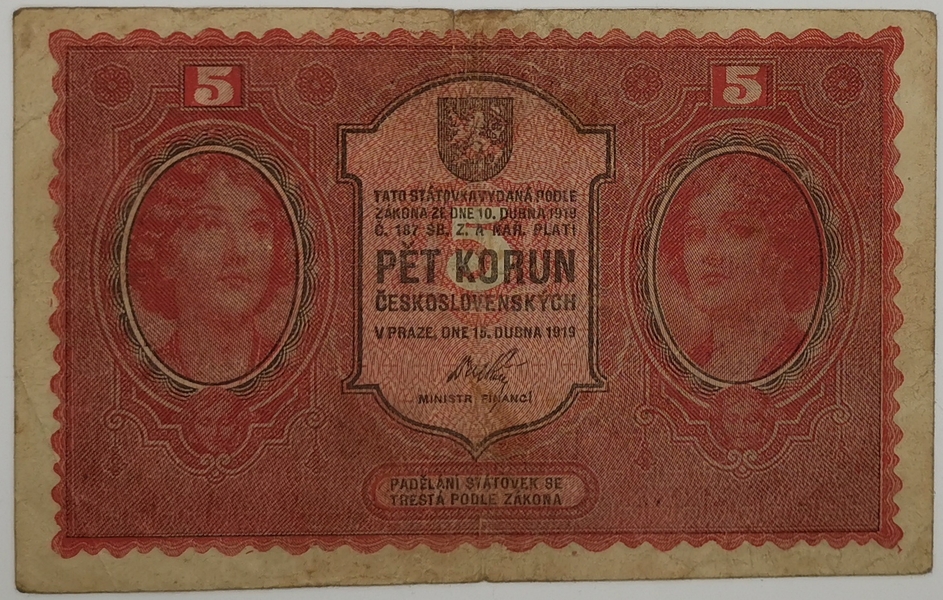 5
5
TATO STÁTOVKA VYDANÁ PODLE
ZÁKONA ZE DNE 10. DUBNA 1919
Č. 187 SB. Z. A NAŘ. PLATÍ
5
PĚT KORUN
ČESKOSLOVENSKÝCH
V PRAZE, DNE 15. DUBNA 1919
MINISTR FINANCÍ
PADĚLÁNÍ STÁTOVEK SE
TRESTÁ PODLE ZÁKONA